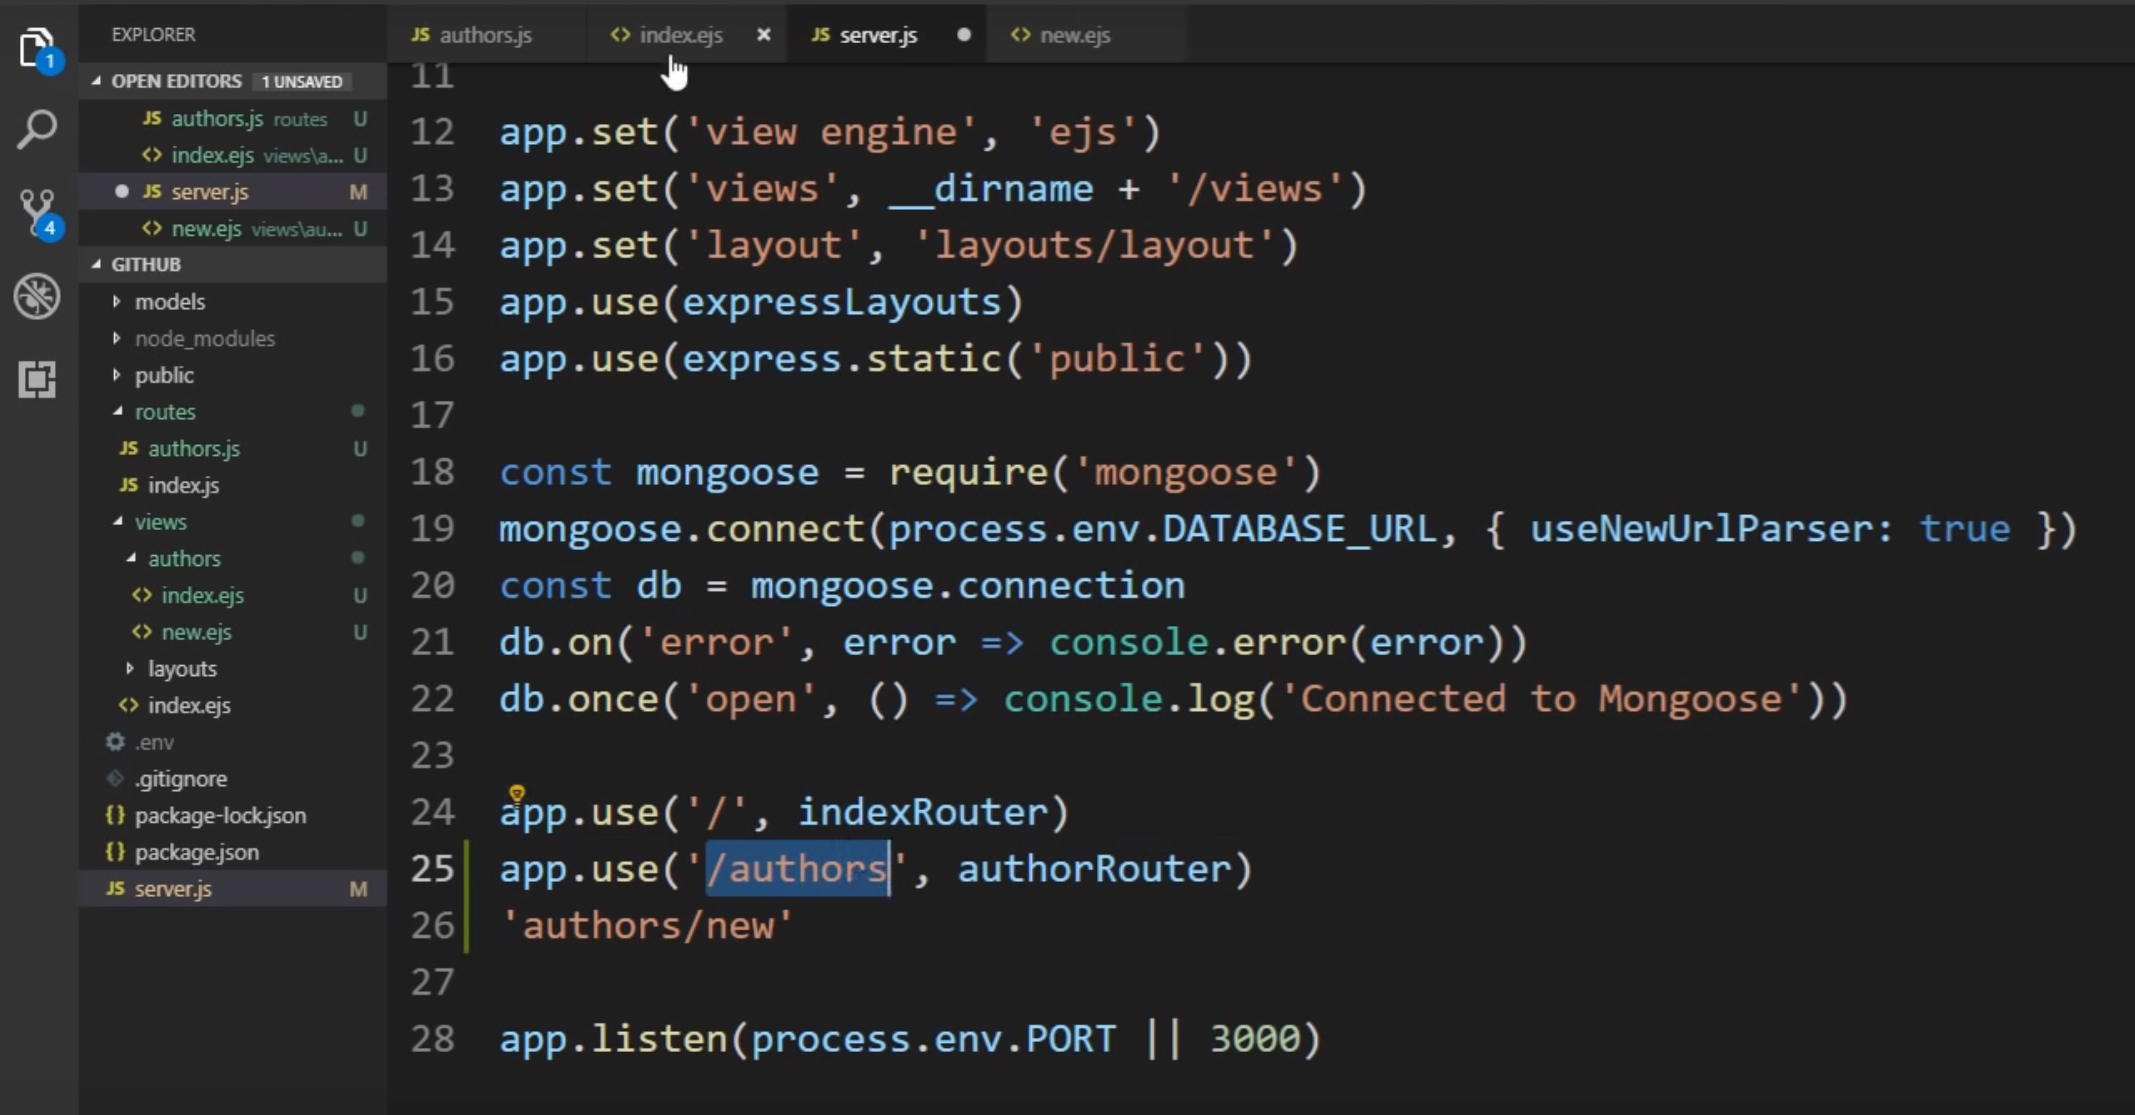 EXPLORER
OPEN EDITORS 1 UNSAVED
JS authors.js routes U
<> index.ejs views\a... U
JS server.js M
<> new.ejs views\au... U
GITHUB
models
node_modules
public
routes
JS authors.js U
JS index.js
views
authors
<> index.ejs U
<> new.ejs U
layouts
<> index.ejs
.env
.gitignore
{} package-lock.json
{} package.json
JS server.js M
1
4
JS authors.js <> index.ejs × JS server.js <> new.ejs
11
12 app.set('view engine', 'ejs')
13 app.set('views', __dirname + '/views')
14 app.set('layout', 'layouts/layout')
15 app.use(expressLayouts)
16 app.use(express.static('public'))
17
18 const mongoose = require('mongoose')
19 mongoose.connect(process.env.DATABASE_URL, { useNewUrlParser: true })
20 const db = mongoose.connection
21 db.on('error', error => console.error(error))
22 db.once('open', () => console.log('Connected to Mongoose'))
23
24 app.use('/', indexRouter)
25 app.use('/authors', authorRouter)
26 'authors/new'
27
28 app.listen(process.env.PORT || 3000)